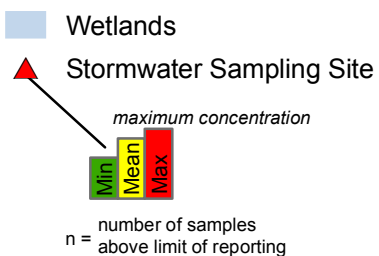 Wetlands
Stormwater Sampling Site
maximum concentration
Min Mean Max
n = number of samples
above limit of reporting